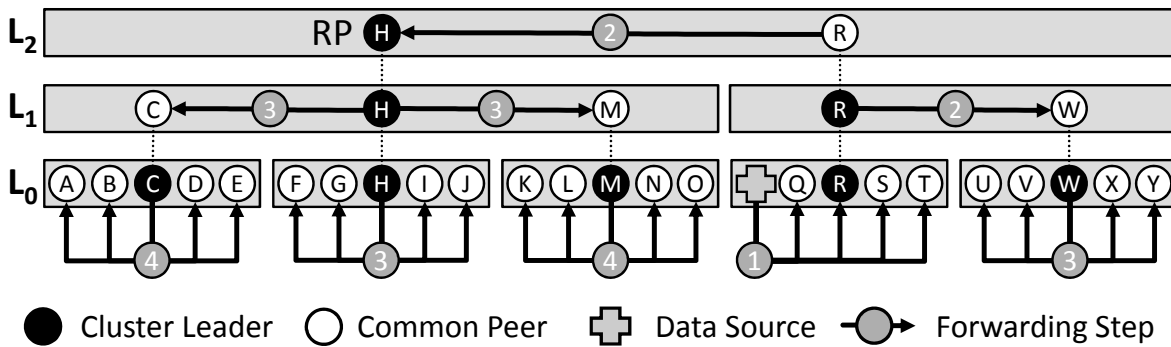 L2 RP H 2 R
L1 C 3 H 3 M R 2 W
L0 A B C D E F G H I J K L M N O Q R S T U V W X Y
4 3 4 1 3
Cluster Leader Common Peer Data Source Forwarding Step